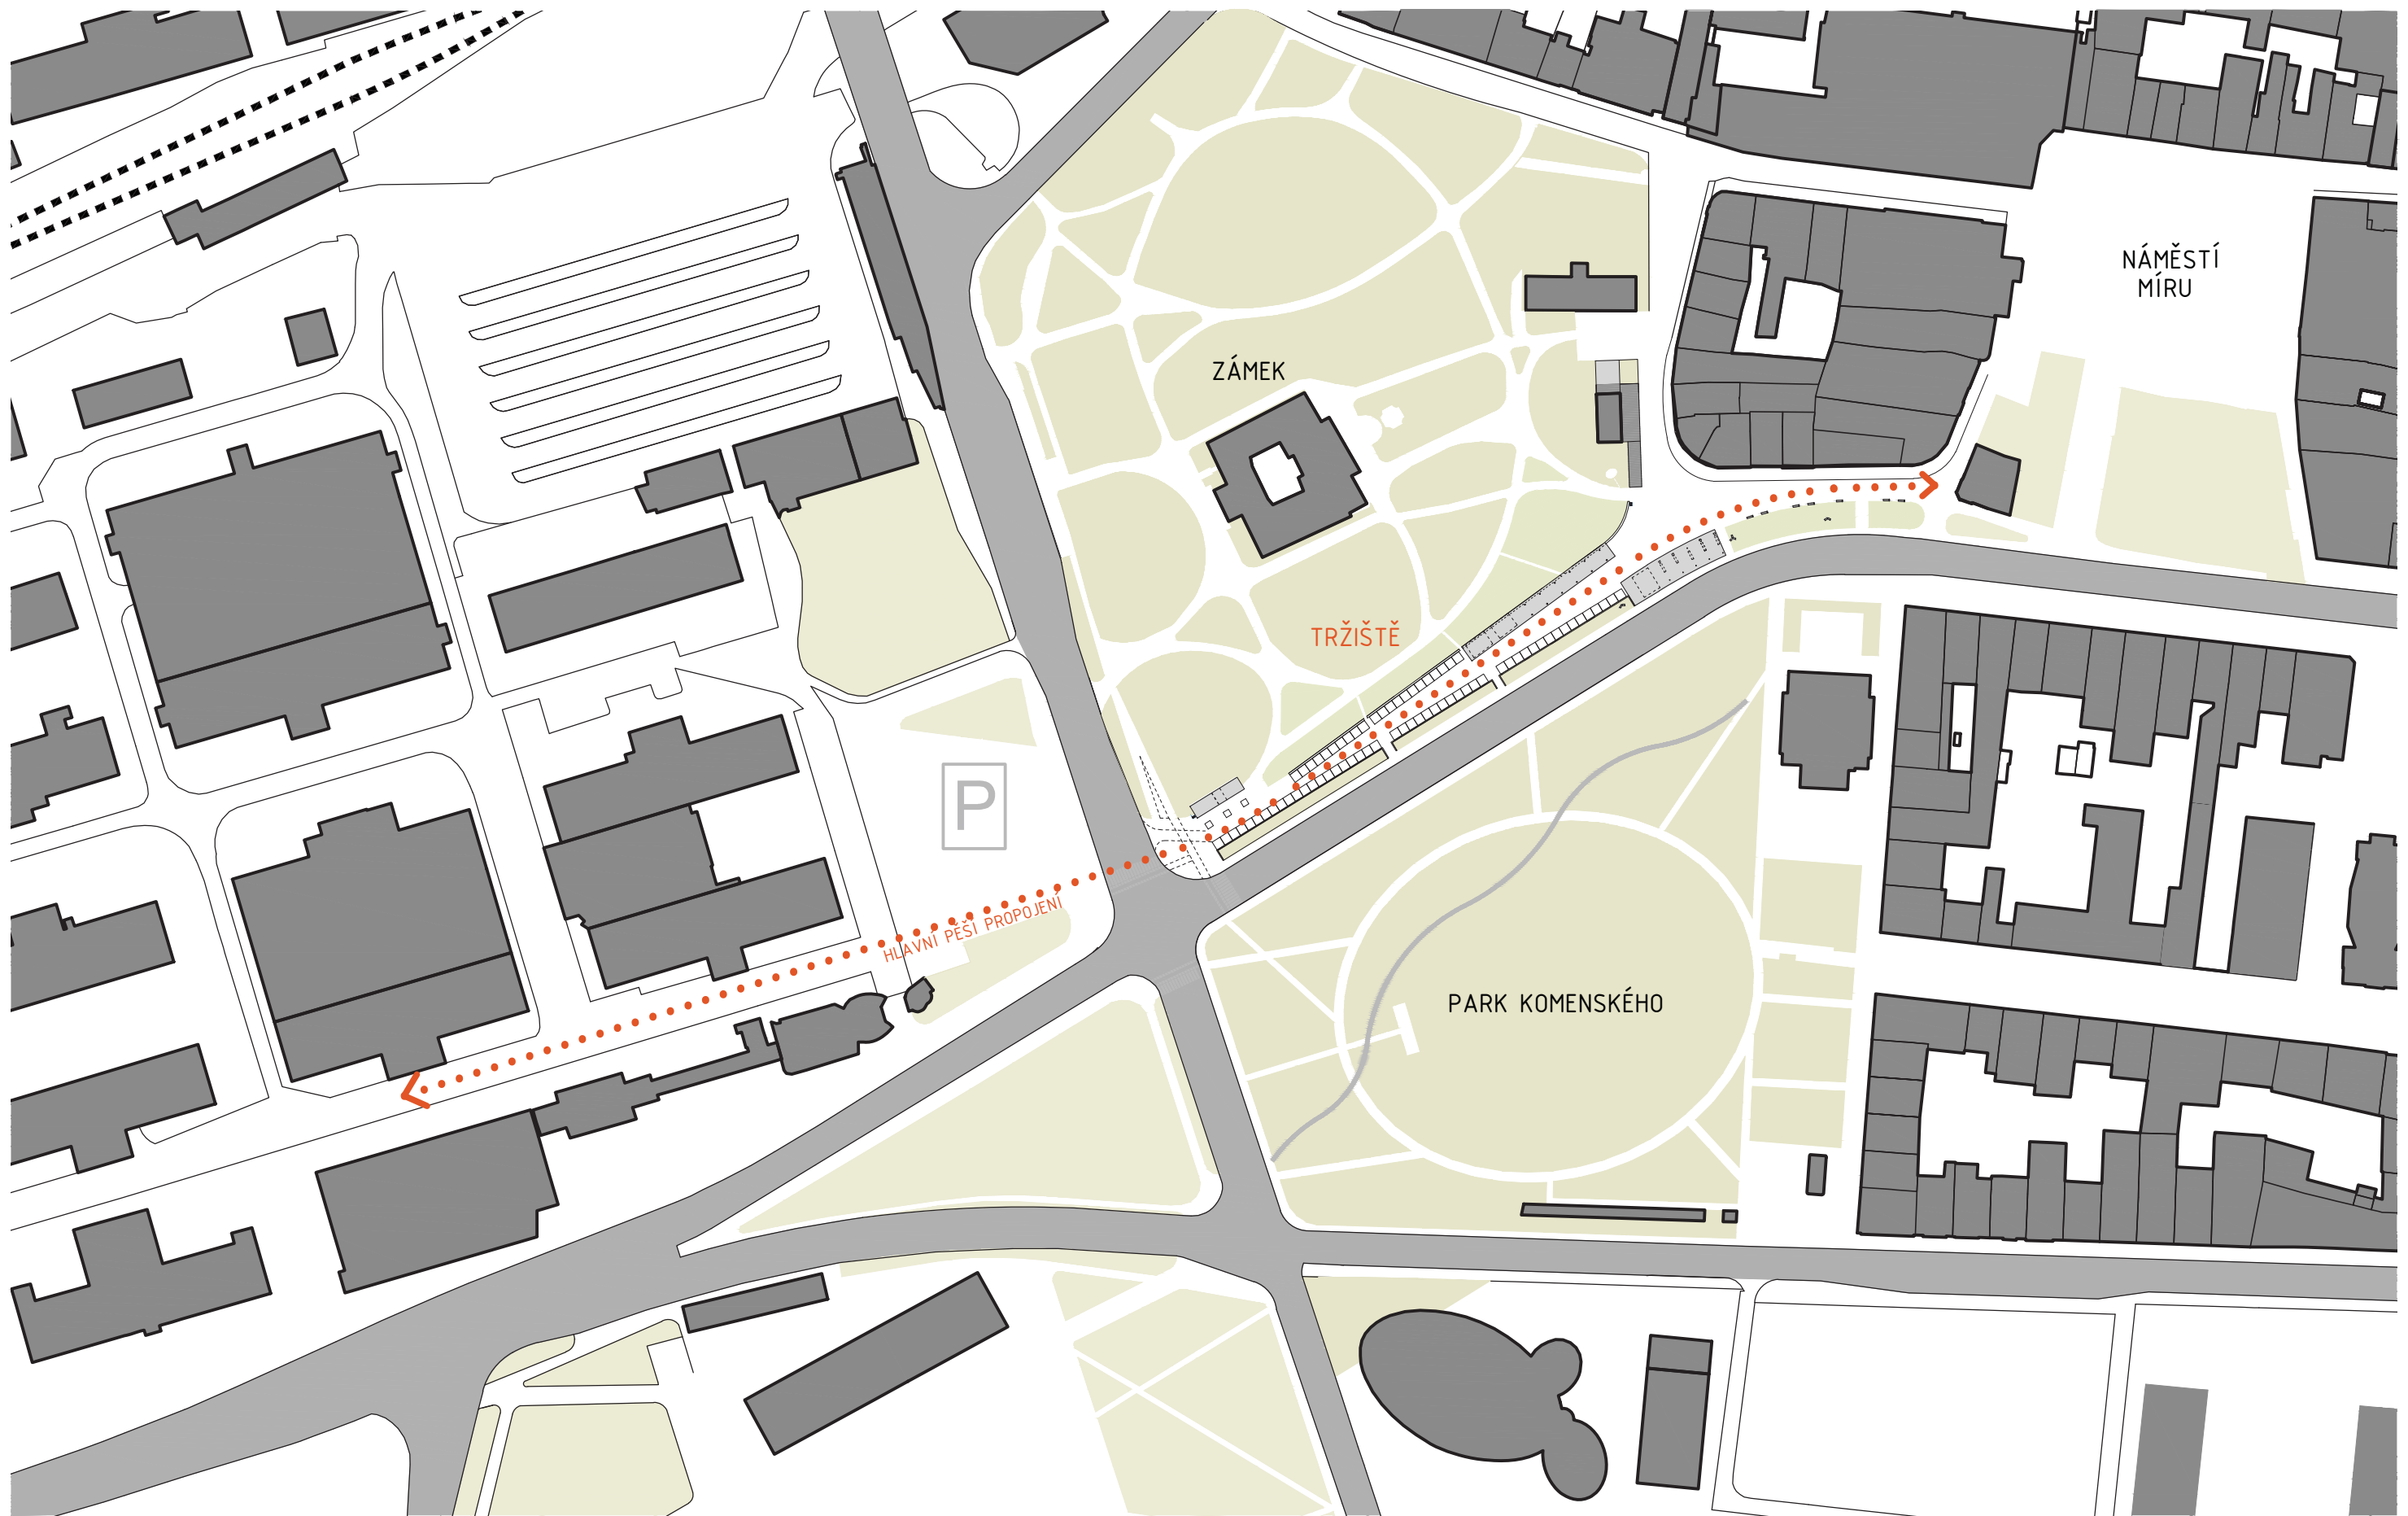 NÁMĚSTÍ
MÍRU
ZÁMEK
TRŽIŠTĚ
P
HLAVNÍ PĚŠÍ PROPOJENÍ
PARK KOMENSKÉHO